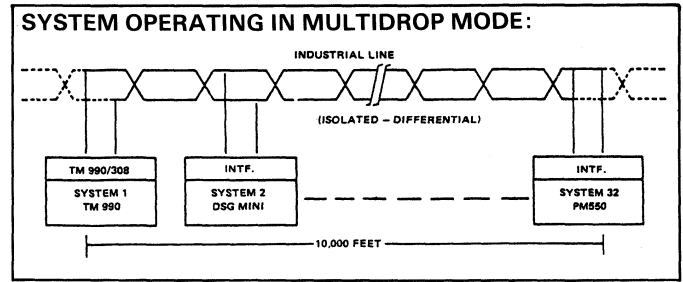 SYSTEM OPERATING IN MULTIDROP MODE:
INDUSTRIAL LINE
(ISOLATED – DIFFERENTIAL)
TM 990/308
SYSTEM 1
TM 990
INTF.
SYSTEM 2
DSG MINI
INTF.
SYSTEM 32
PM550
10,000 FEET